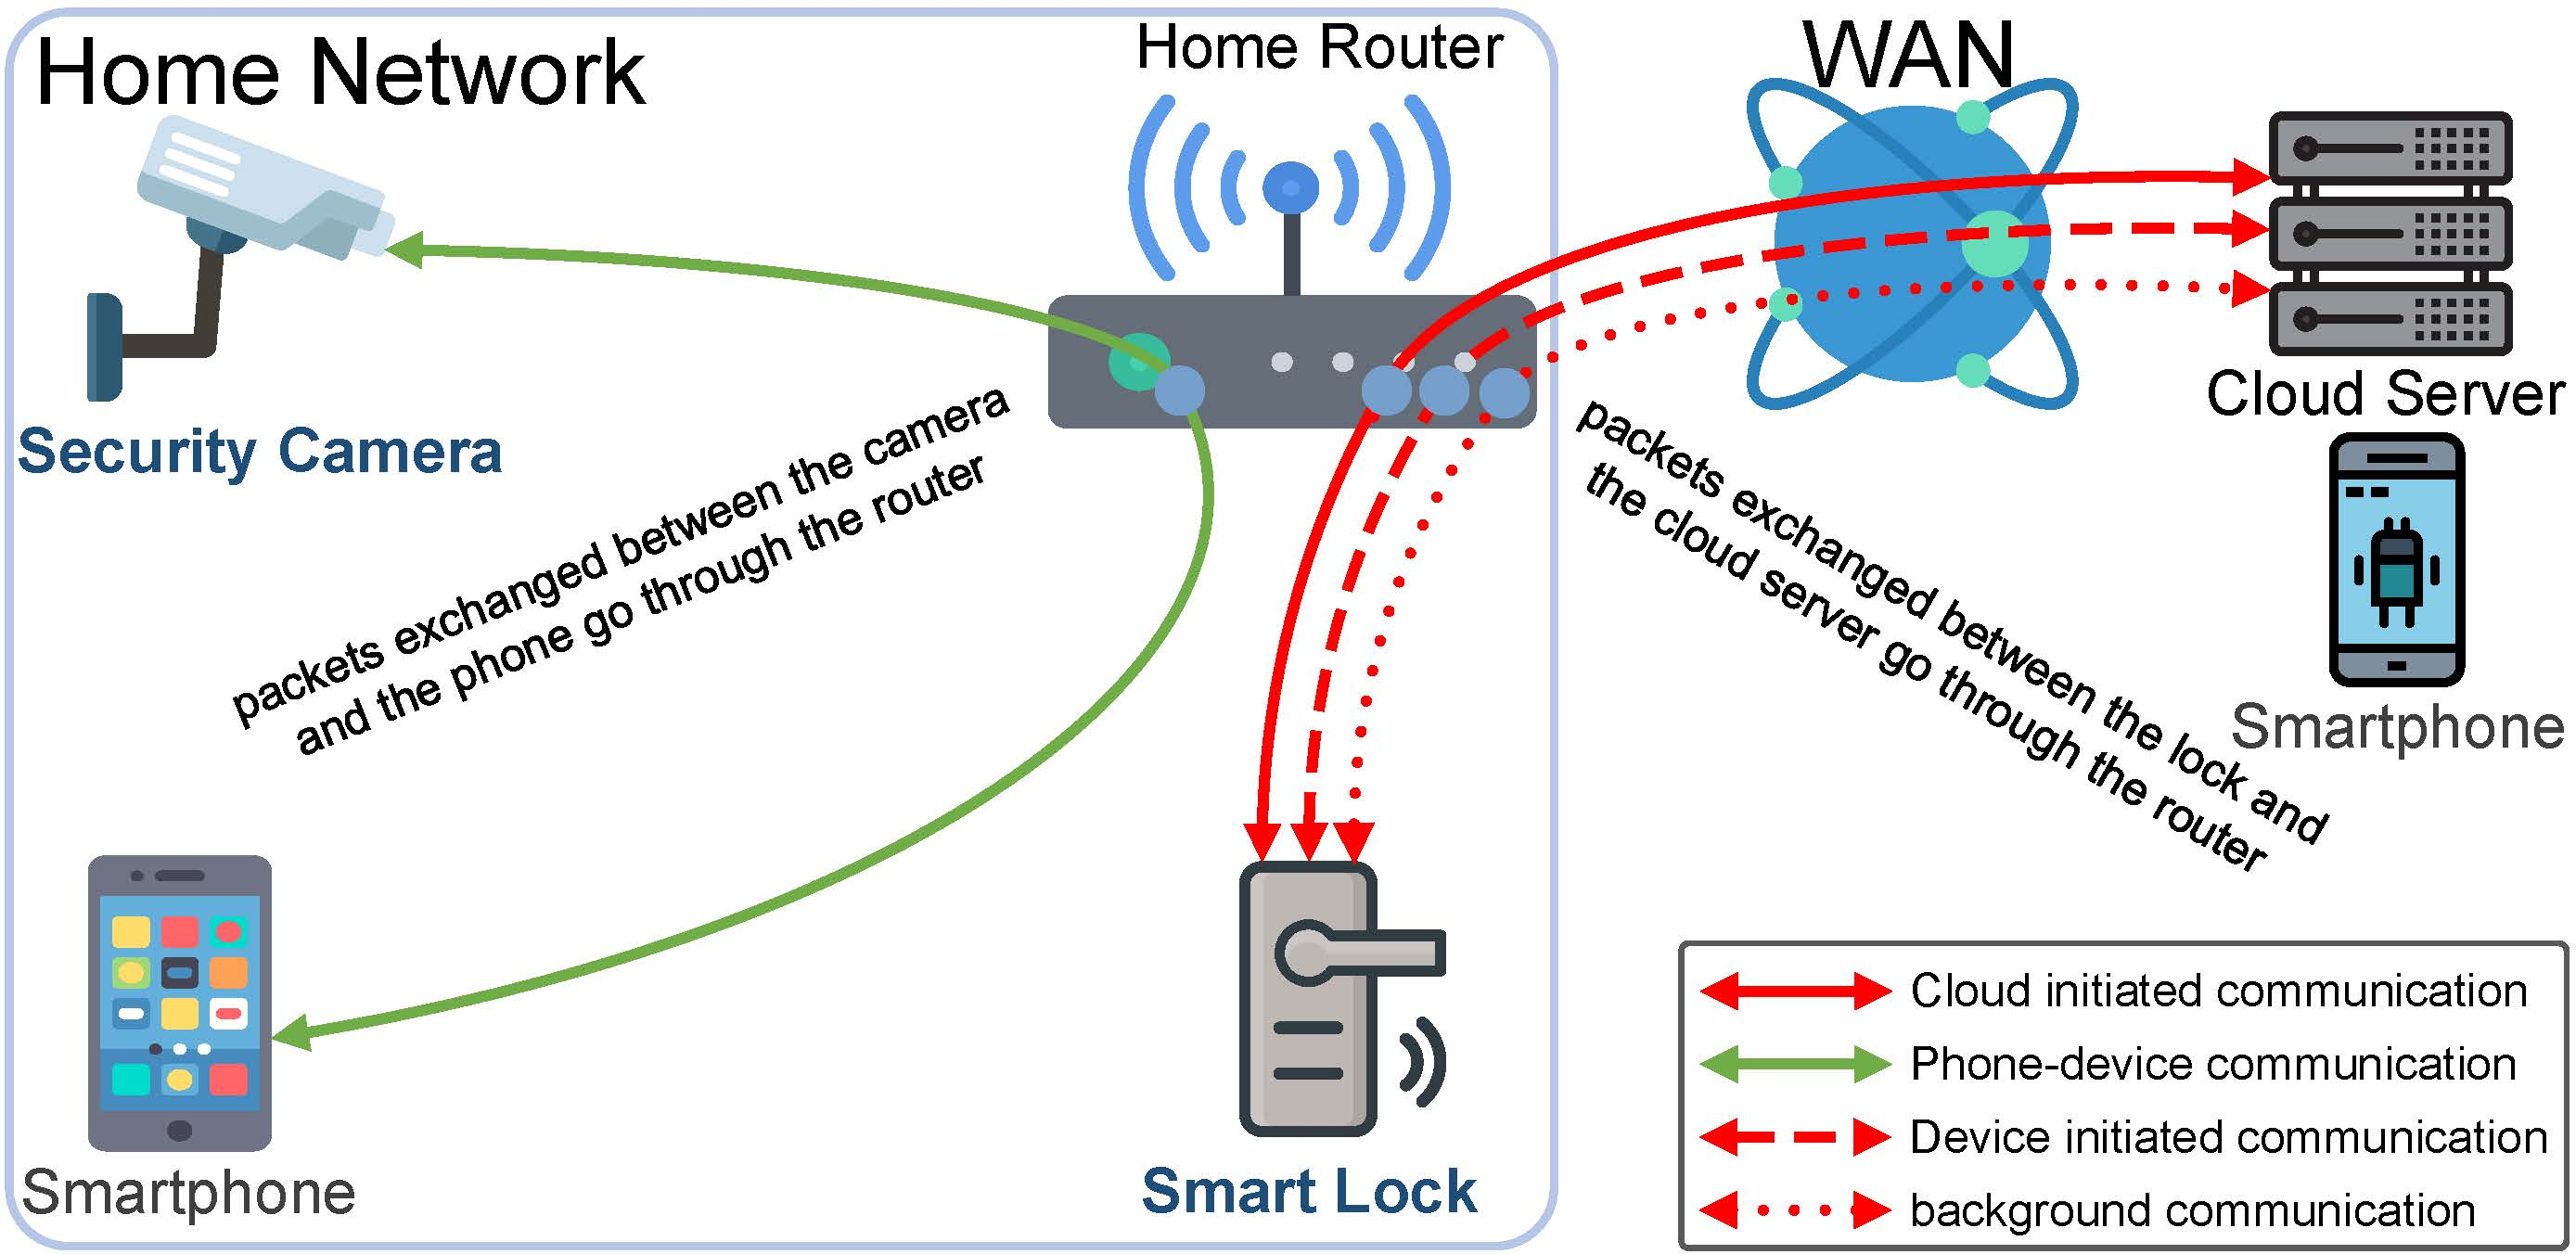 Home Network
Home Router
WAN
Security Camera
packets exchanged between the camera
and the phone go through the router
Cloud Server
packets exchanged between the lock and
the cloud server go through the router
Smartphone
Smartphone
Smart Lock
Cloud initiated communication
Phone-device communication
Device initiated communication
background communication